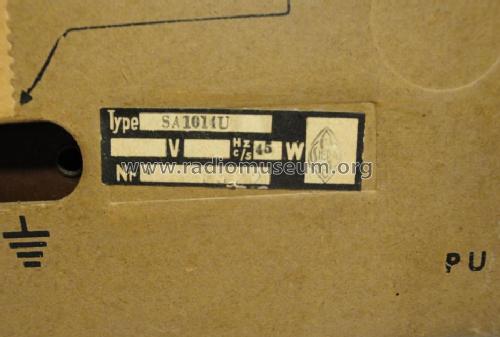 Type SA1014U
V Hz c/s 45 W
www.radiomuseum.org
Nr
PU